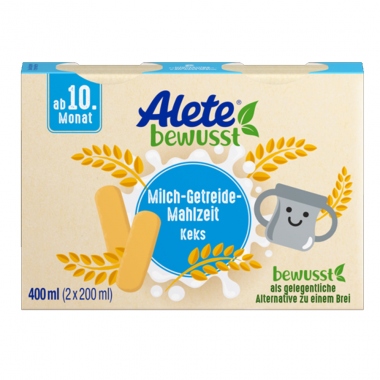 ab 10.
Monat
Alete®
bewusst
Milch-Getreide-
Mahlzeit
Keks
400 ml (2 x 200 ml)
bewusst
als gelegentliche
Alternative zu einem Brei